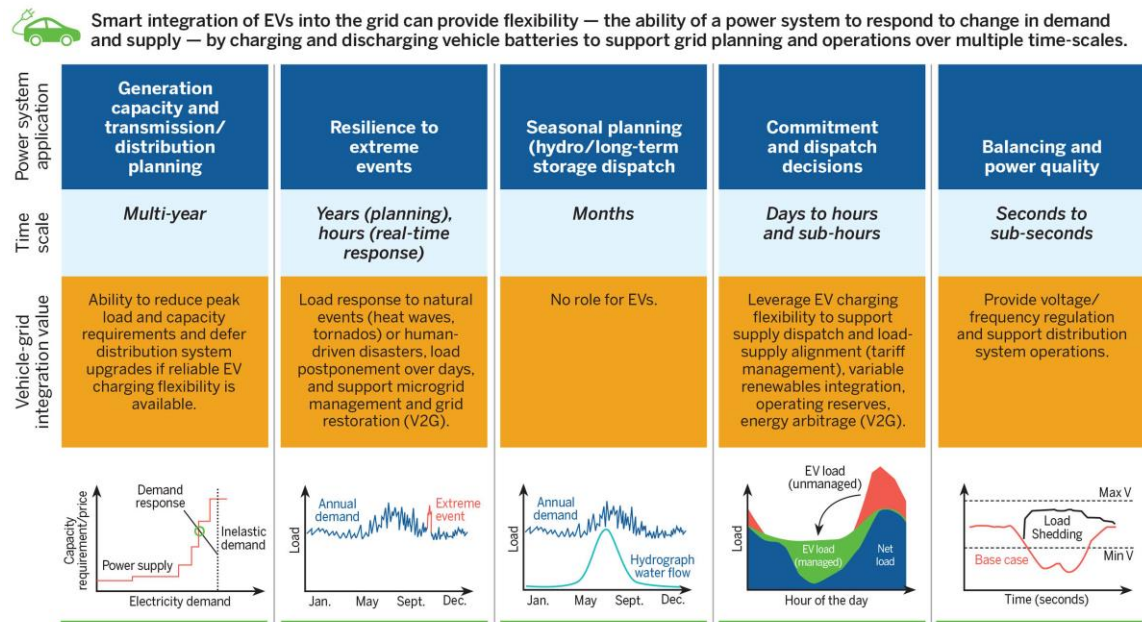 Smart integration of EVs into the grid can provide flexibility — the ability of a power system to respond to change in demand
and supply — by charging and discharging vehicle batteries to support grid planning and operations over multiple time-scales.
Power system
application
Generation
capacity and
transmission/
distribution
planning
Resilience to
extreme
events
Seasonal planning
(hydro/long-term
storage dispatch
Commitment
and dispatch
decisions
Balancing and
power quality
Time
scale
Multi-year
Years (planning),
hours (real-time
response)
Months
Days to hours
and sub-hours
Seconds to
sub-seconds
Vehicle-grid
integration value
Ability to reduce peak
load and capacity
requirements and defer
distribution system
upgrades if reliable EV
charging flexibility is
available.
Load response to natural
events (heat waves,
tornados) or human-
driven disasters, load
postponement over days,
and support microgrid
management and grid
restoration (V2G).
No role for EVs.
Leverage EV charging
flexibility to support
supply dispatch and load-
supply alignment (tariff
management), variable
renewables integration,
operating reserves,
energy arbitrage (V2G).
Provide voltage/
frequency regulation
and support distribution
system operations.
Capacity
requirement/price
Demand
response
Inelastic
demand
Power supply
Electricity demand
Load
Annual
demand
Extreme
event
Jan. May Sept. Dec.
Load
Annual
demand
Hydrograph
water flow
Jan. May Sept. Dec.
Load
EV load
(unmanaged)
EV load
(managed)
Net
load
Hour of the day
Max V
Load
Shedding
Base case
Min V
Time (seconds)